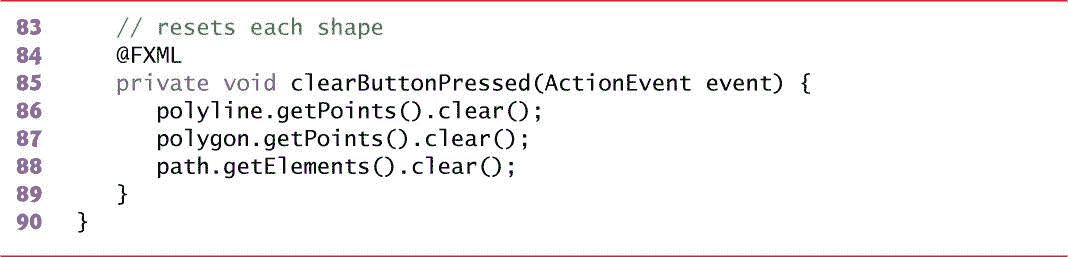 83 // resets each shape
84 @FXML
85 private void clearButtonPressed(ActionEvent event) {
86 polyline.getPoints().clear();
87 polygon.getPoints().clear();
88 path.getElements().clear();
89 }
90 }